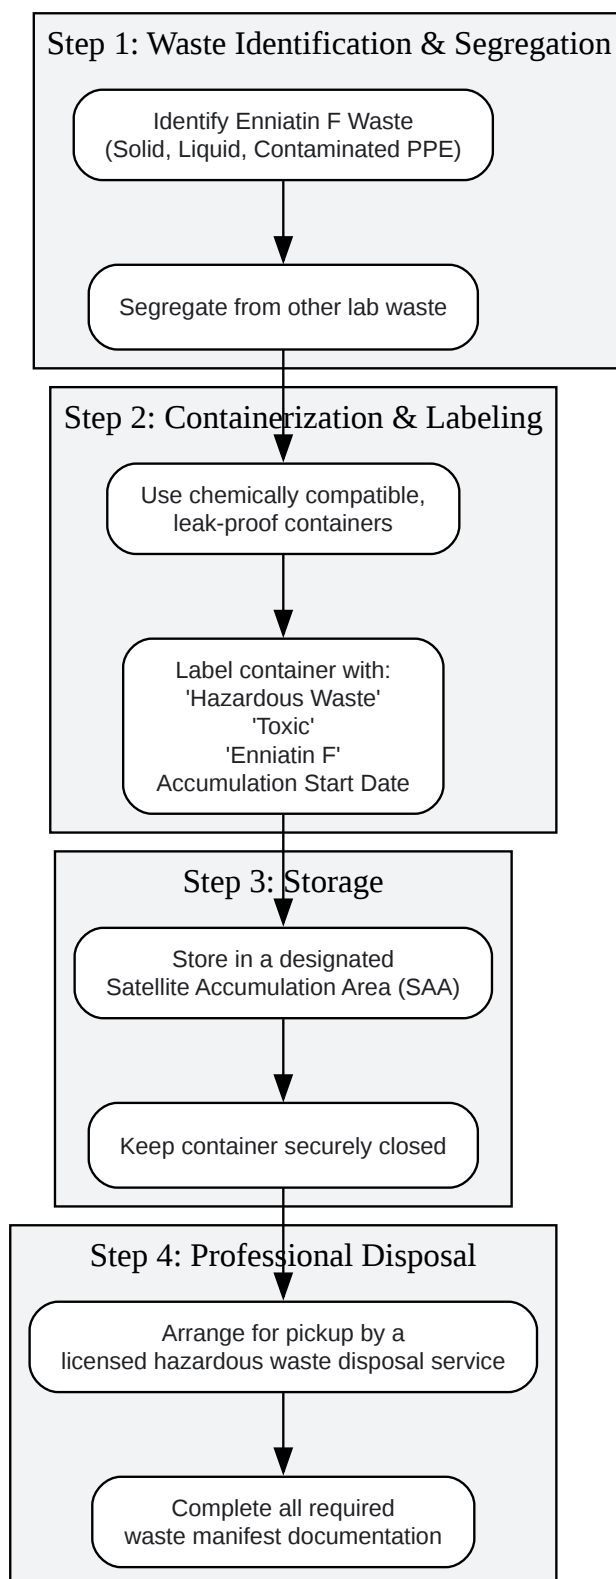 Step 1: Waste Identification & Segregation
Identify Enniatin F Waste
(Solid, Liquid, Contaminated PPE)
Segregate from other lab waste
Step 2: Containerization & Labeling
Use chemically compatible,
leak-proof containers
Label container with:
'Hazardous Waste'
'Toxic'
'Enniatin F'
Accumulation Start Date
Step 3: Storage
Store in a designated
Satellite Accumulation Area (SAA)
Keep container securely closed
Step 4: Professional Disposal
Arrange for pickup by a
licensed hazardous waste disposal service
Complete all required
waste manifest documentation